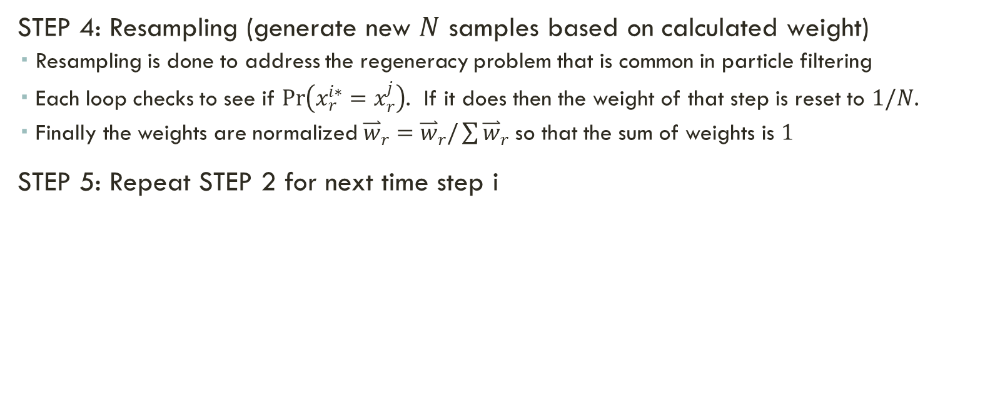 STEP 4: Resampling (generate new N samples based on calculated weight)
▪ Resampling is done to address the regeneracy problem that is common in particle filtering
▪ Each loop checks to see if Pr(x_r^{i*} = x_r^j). If it does then the weight of that step is reset to 1/N.
▪ Finally the weights are normalized w⃗_r = w⃗_r/∑w⃗_r so that the sum of weights is 1
STEP 5: Repeat STEP 2 for next time step i